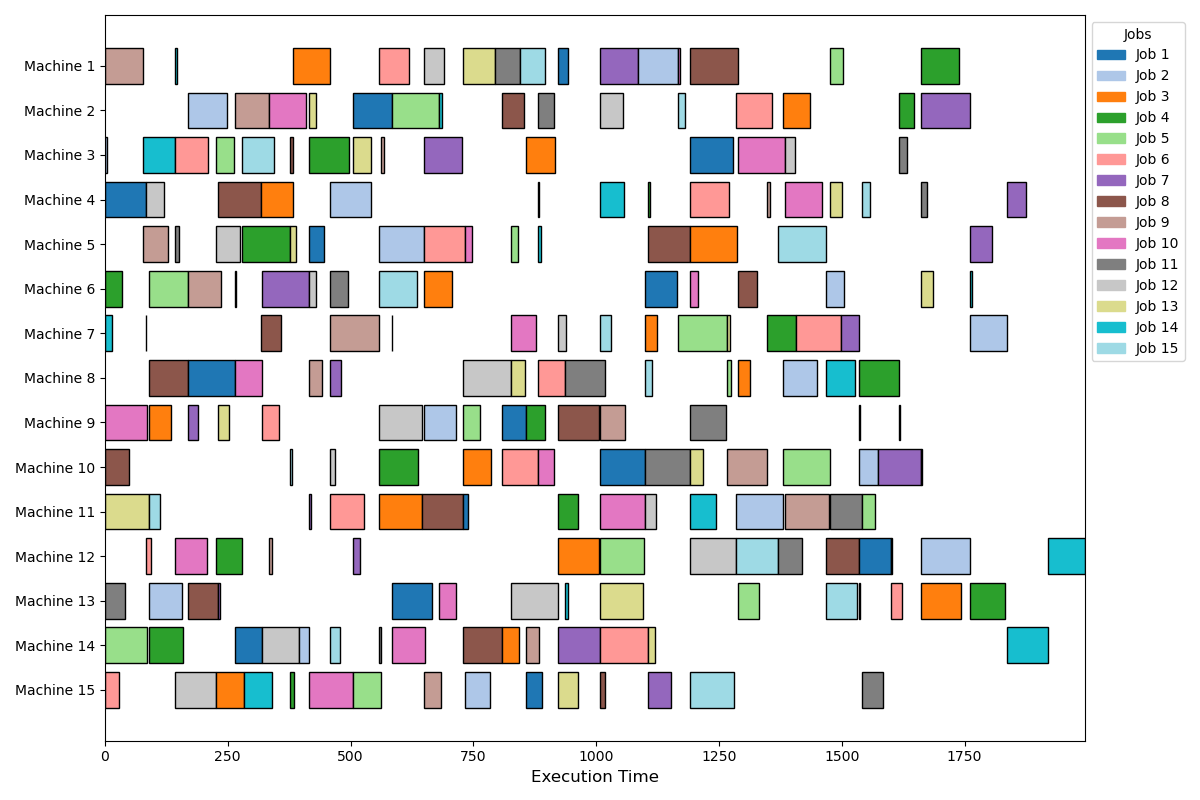 Machine 1
Machine 2
Machine 3
Machine 4
Machine 5
Machine 6
Machine 7
Machine 8
Machine 9
Machine 10
Machine 11
Machine 12
Machine 13
Machine 14
Machine 15
0 250 500 750 1000 1250 1500 1750
Execution Time
Jobs
Job 1
Job 2
Job 3
Job 4
Job 5
Job 6
Job 7
Job 8
Job 9
Job 10
Job 11
Job 12
Job 13
Job 14
Job 15